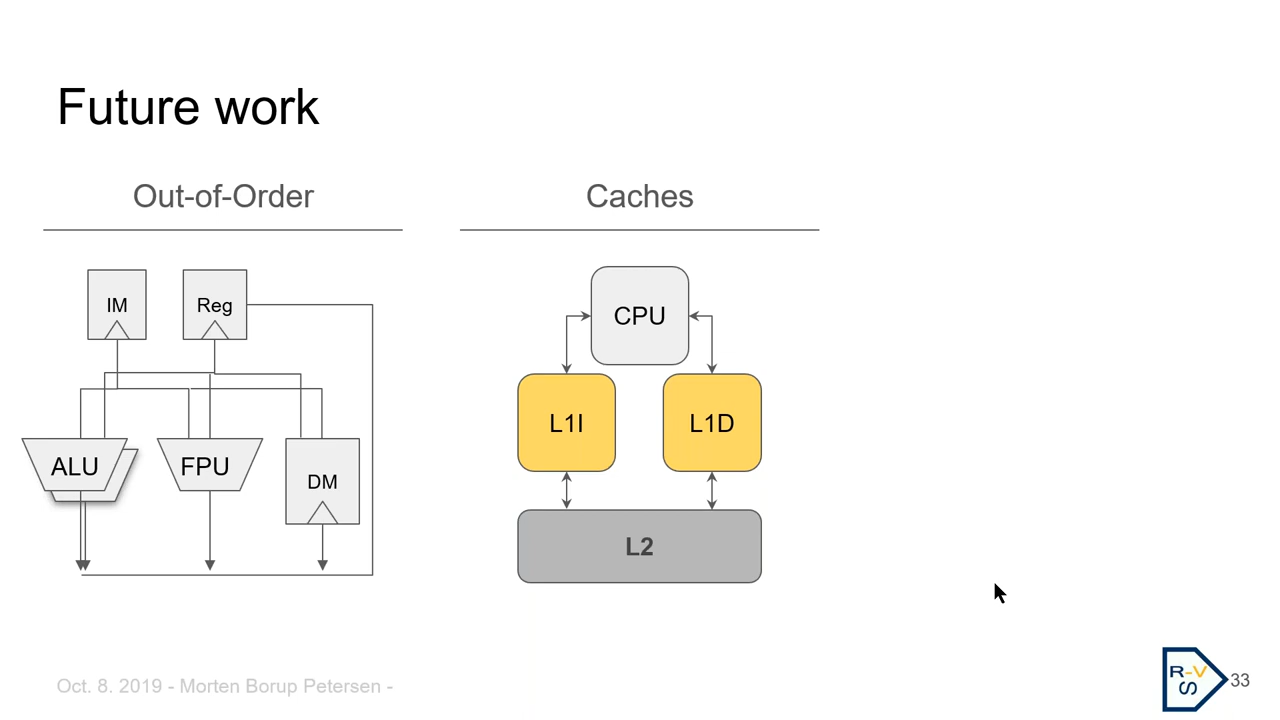 Future work
Out-of-Order
Caches
IM
Reg
CPU
L1I
L1D
ALU
FPU
DM
L2
Oct. 8. 2019 - Morten Borup Petersen -
R-V
S
33